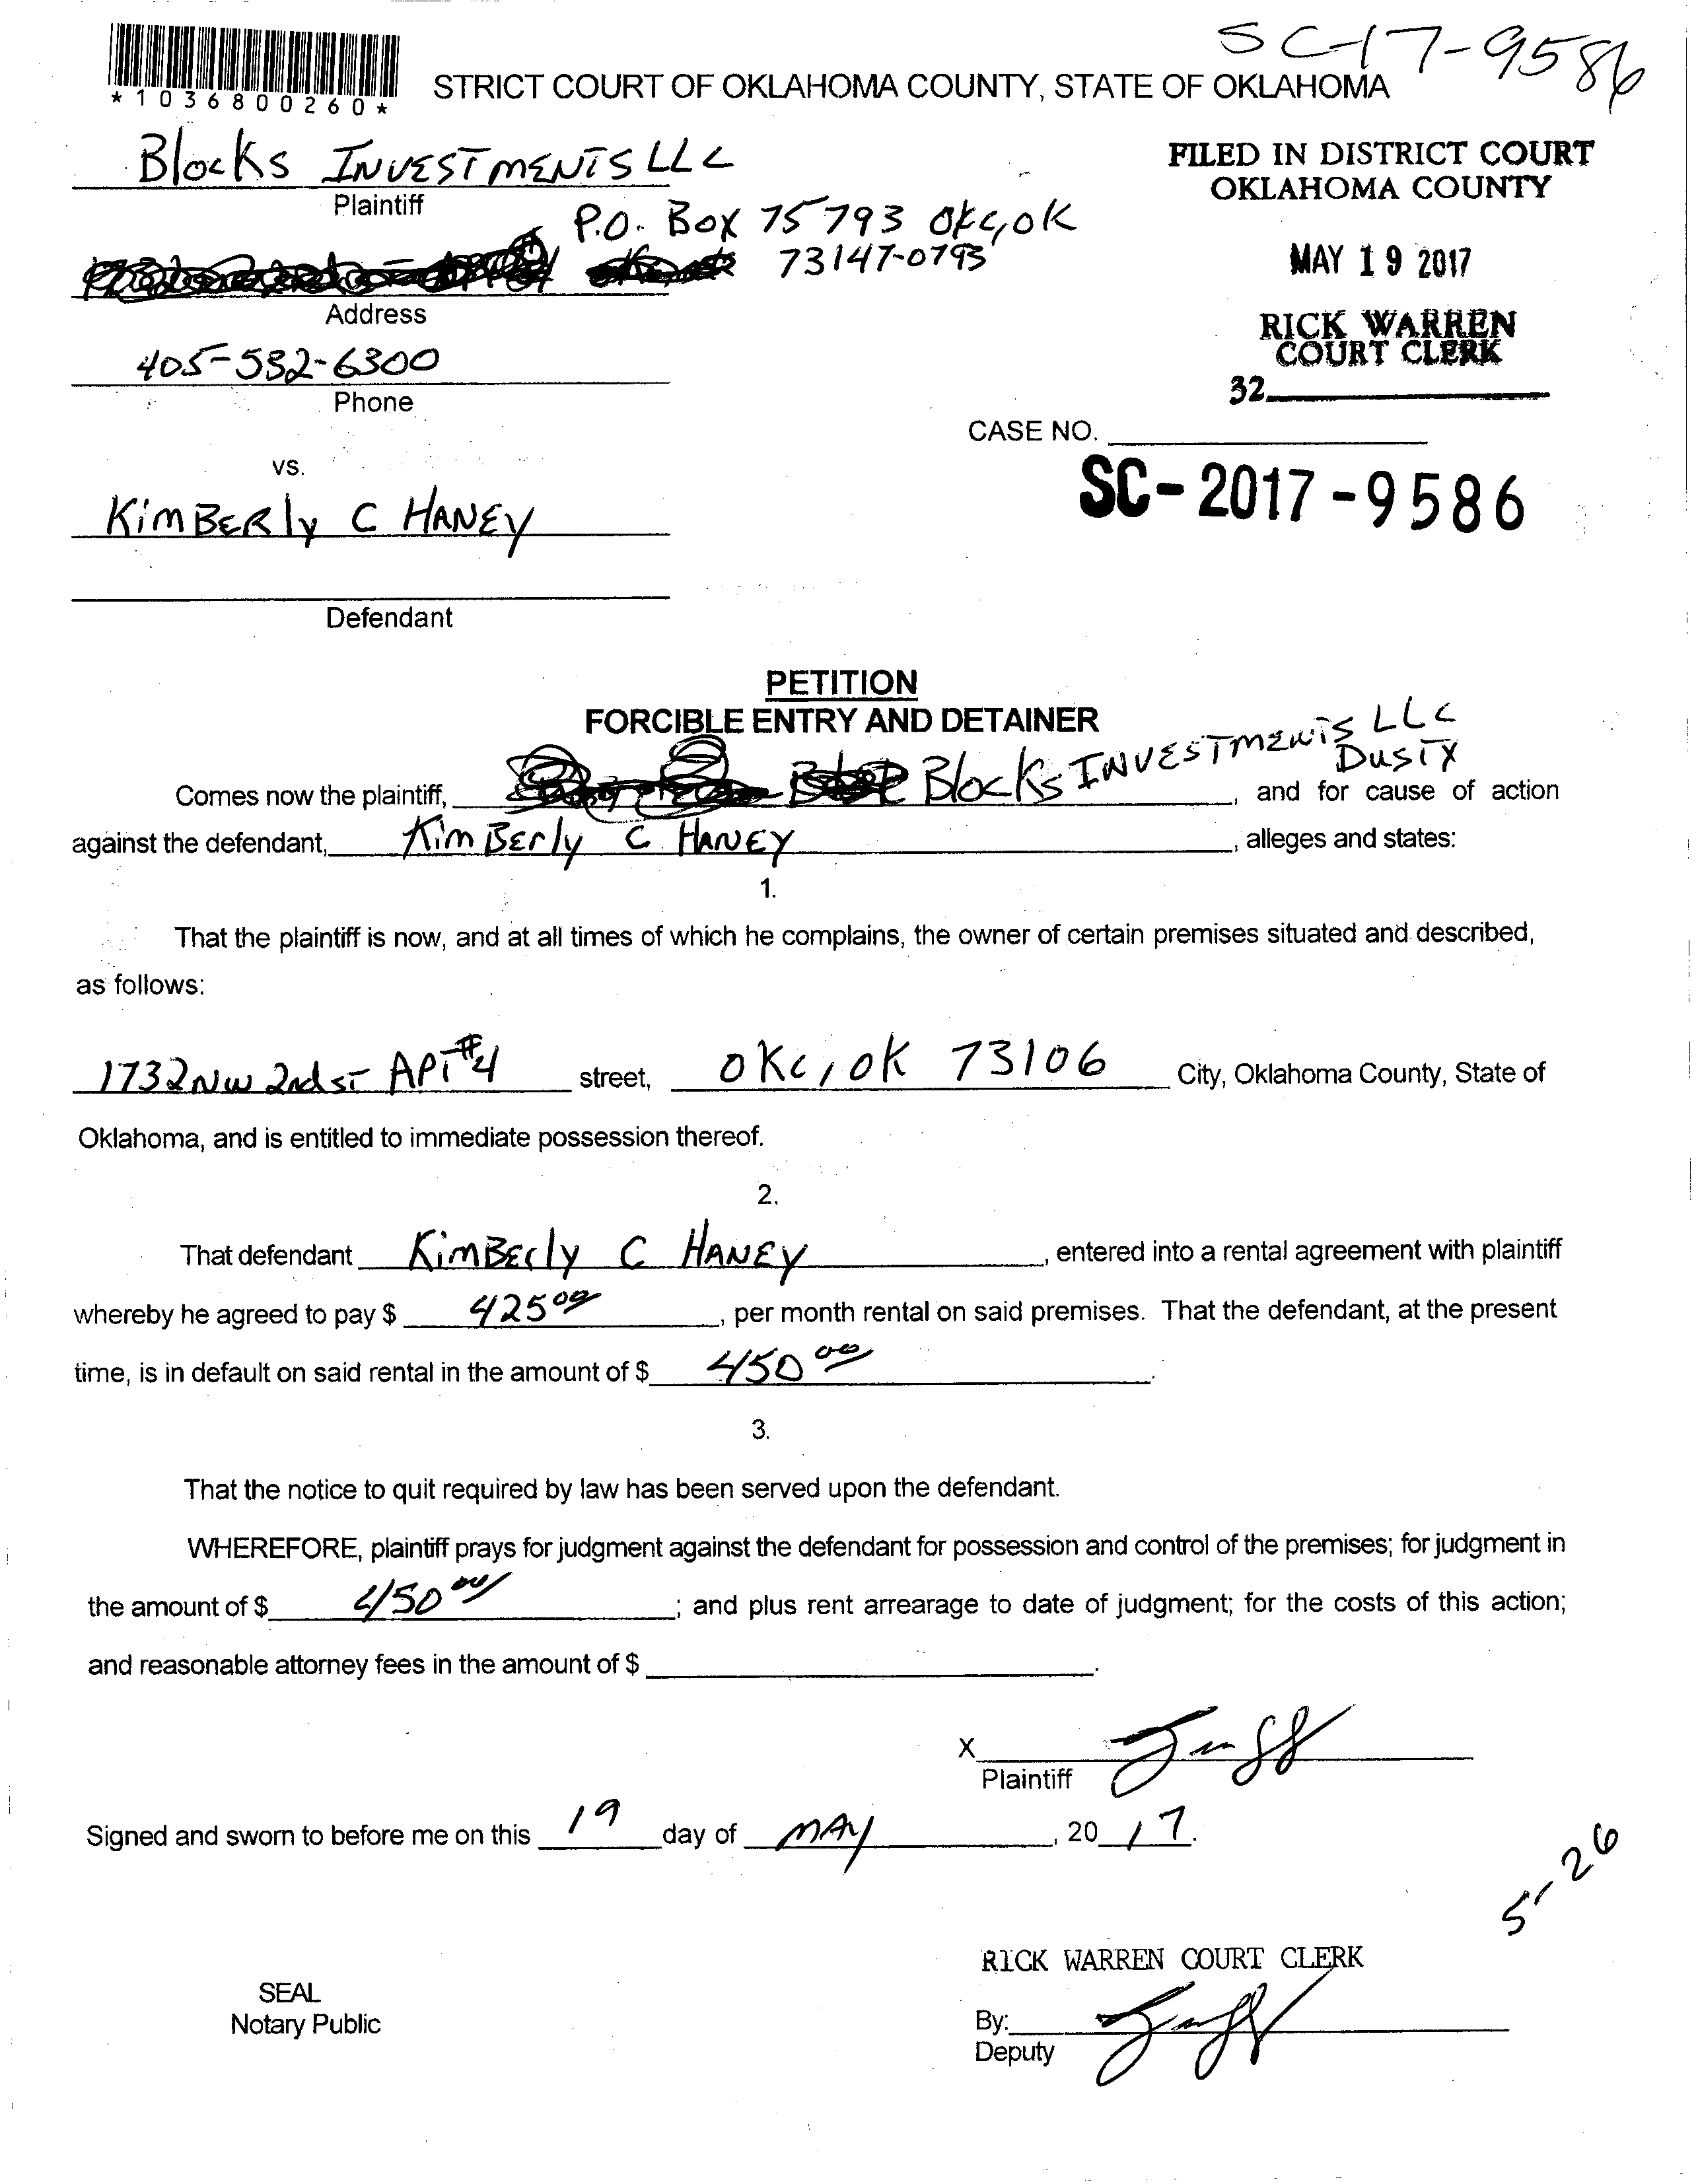 SC-17-9586
*1036800260*
STRICT COURT OF OKLAHOMA COUNTY, STATE OF OKLAHOMA
Blocks INVESTMENTS LLC
Plaintiff
FILED IN DISTRICT COURT
OKLAHOMA COUNTY
P.O. Box 75793 OKC, OK
73147-0793
Address
MAY 19 2017
RICK WARREN
COURT CLERK
32
405-532-6300
Phone
CASE NO.
SC-2017-9586
vs.
KimBERly C HANEY
Defendant
PETITION
FORCIBLE ENTRY AND DETAINER
Comes now the plaintiff, Blocks INVESTMENTS LLC
Dusty
, and for cause of action
against the defendant, KimBerly C HANEY, alleges and states:
1.
That the plaintiff is now, and at all times of which he complains, the owner of certain premises situated and described,
as follows:
1732 NW 2nd ST APT #4 street, OKC, OK 73106 City, Oklahoma County, State of
Oklahoma, and is entitled to immediate possession thereof.
2.
That defendant KimBerly C HANEY, entered into a rental agreement with plaintiff
whereby he agreed to pay $ 425 00, per month rental on said premises. That the defendant, at the present
time, is in default on said rental in the amount of $ 450 00.
3.
That the notice to quit required by law has been served upon the defendant.
WHEREFORE, plaintiff prays for judgment against the defendant for possession and control of the premises; for judgment in
the amount of $ 450 00; and plus rent arrearage to date of judgment; for the costs of this action;
and reasonable attorney fees in the amount of $ .
X
Plaintiff
Signed and sworn to before me on this 19 day of MAY, 20 17.
5-26
RICK WARREN COURT CLERK
SEAL
Notary Public
By:
Deputy